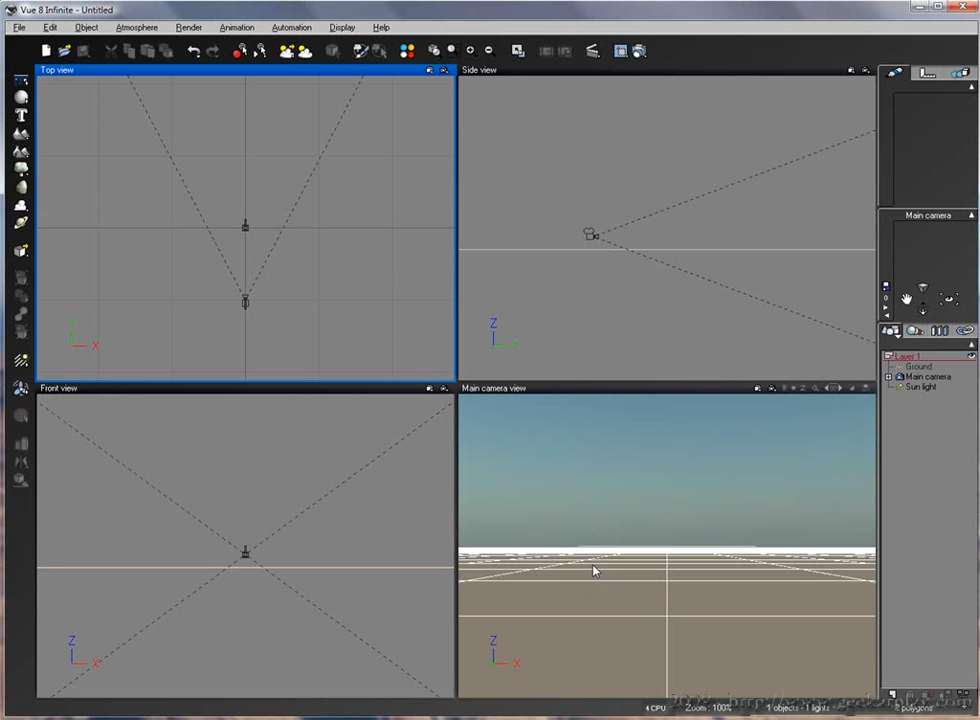 Vue 8 Infinite - Untitled
File Edit Object Atmosphere Render Animation Automation Display Help
Top view
Side view
X
Z
Main camera
Layer 1
Ground
Main camera
Sun light
Front view
Main camera view
Z
X
Z
X
4 CPU Zoom : 100% 1 objects - 1 lights